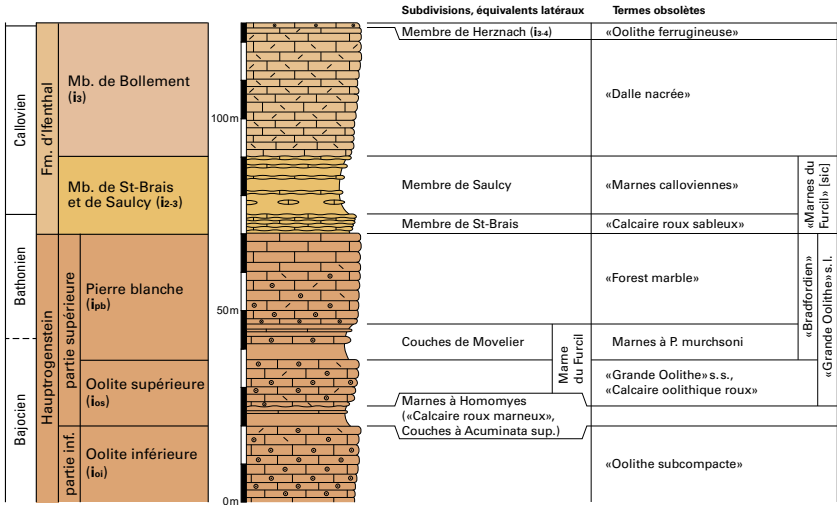 Subdivisions, équivalents latéraux
Termes obsolètes
Callovien
Bathonien
Bajocien
Fm. d'Ifenthal
Hauptrogenstein
partie supérieure
partie inf.
Mb. de Bollement
(i3)
Mb. de St-Brais
et de Saulcy (i2-3)
Pierre blanche
(ipb)
Oolite supérieure
(ios)
Oolite inférieure
(ioi)
100m
50m
0m
Membre de Herznach (i3-4)
Membre de Saulcy
Membre de St-Brais
Couches de Movelier
Marne
du Furcil
Marnes à Homomyes
(«Calcaire roux marneux»,
Couches à Acuminata sup.)
«Oolithe ferrugineuse»
«Dalle nacrée»
«Marnes calloviennes»
«Calcaire roux sableux»
«Forest marble»
Marnes à P. murchsoni
«Grande Oolithe» s.s.,
«Calcaire oolithique roux»
«Oolithe subcompacte»
«Marnes du
Furcil» [sic]
«Bradfordien»
«Grande Oolithe» s.l.